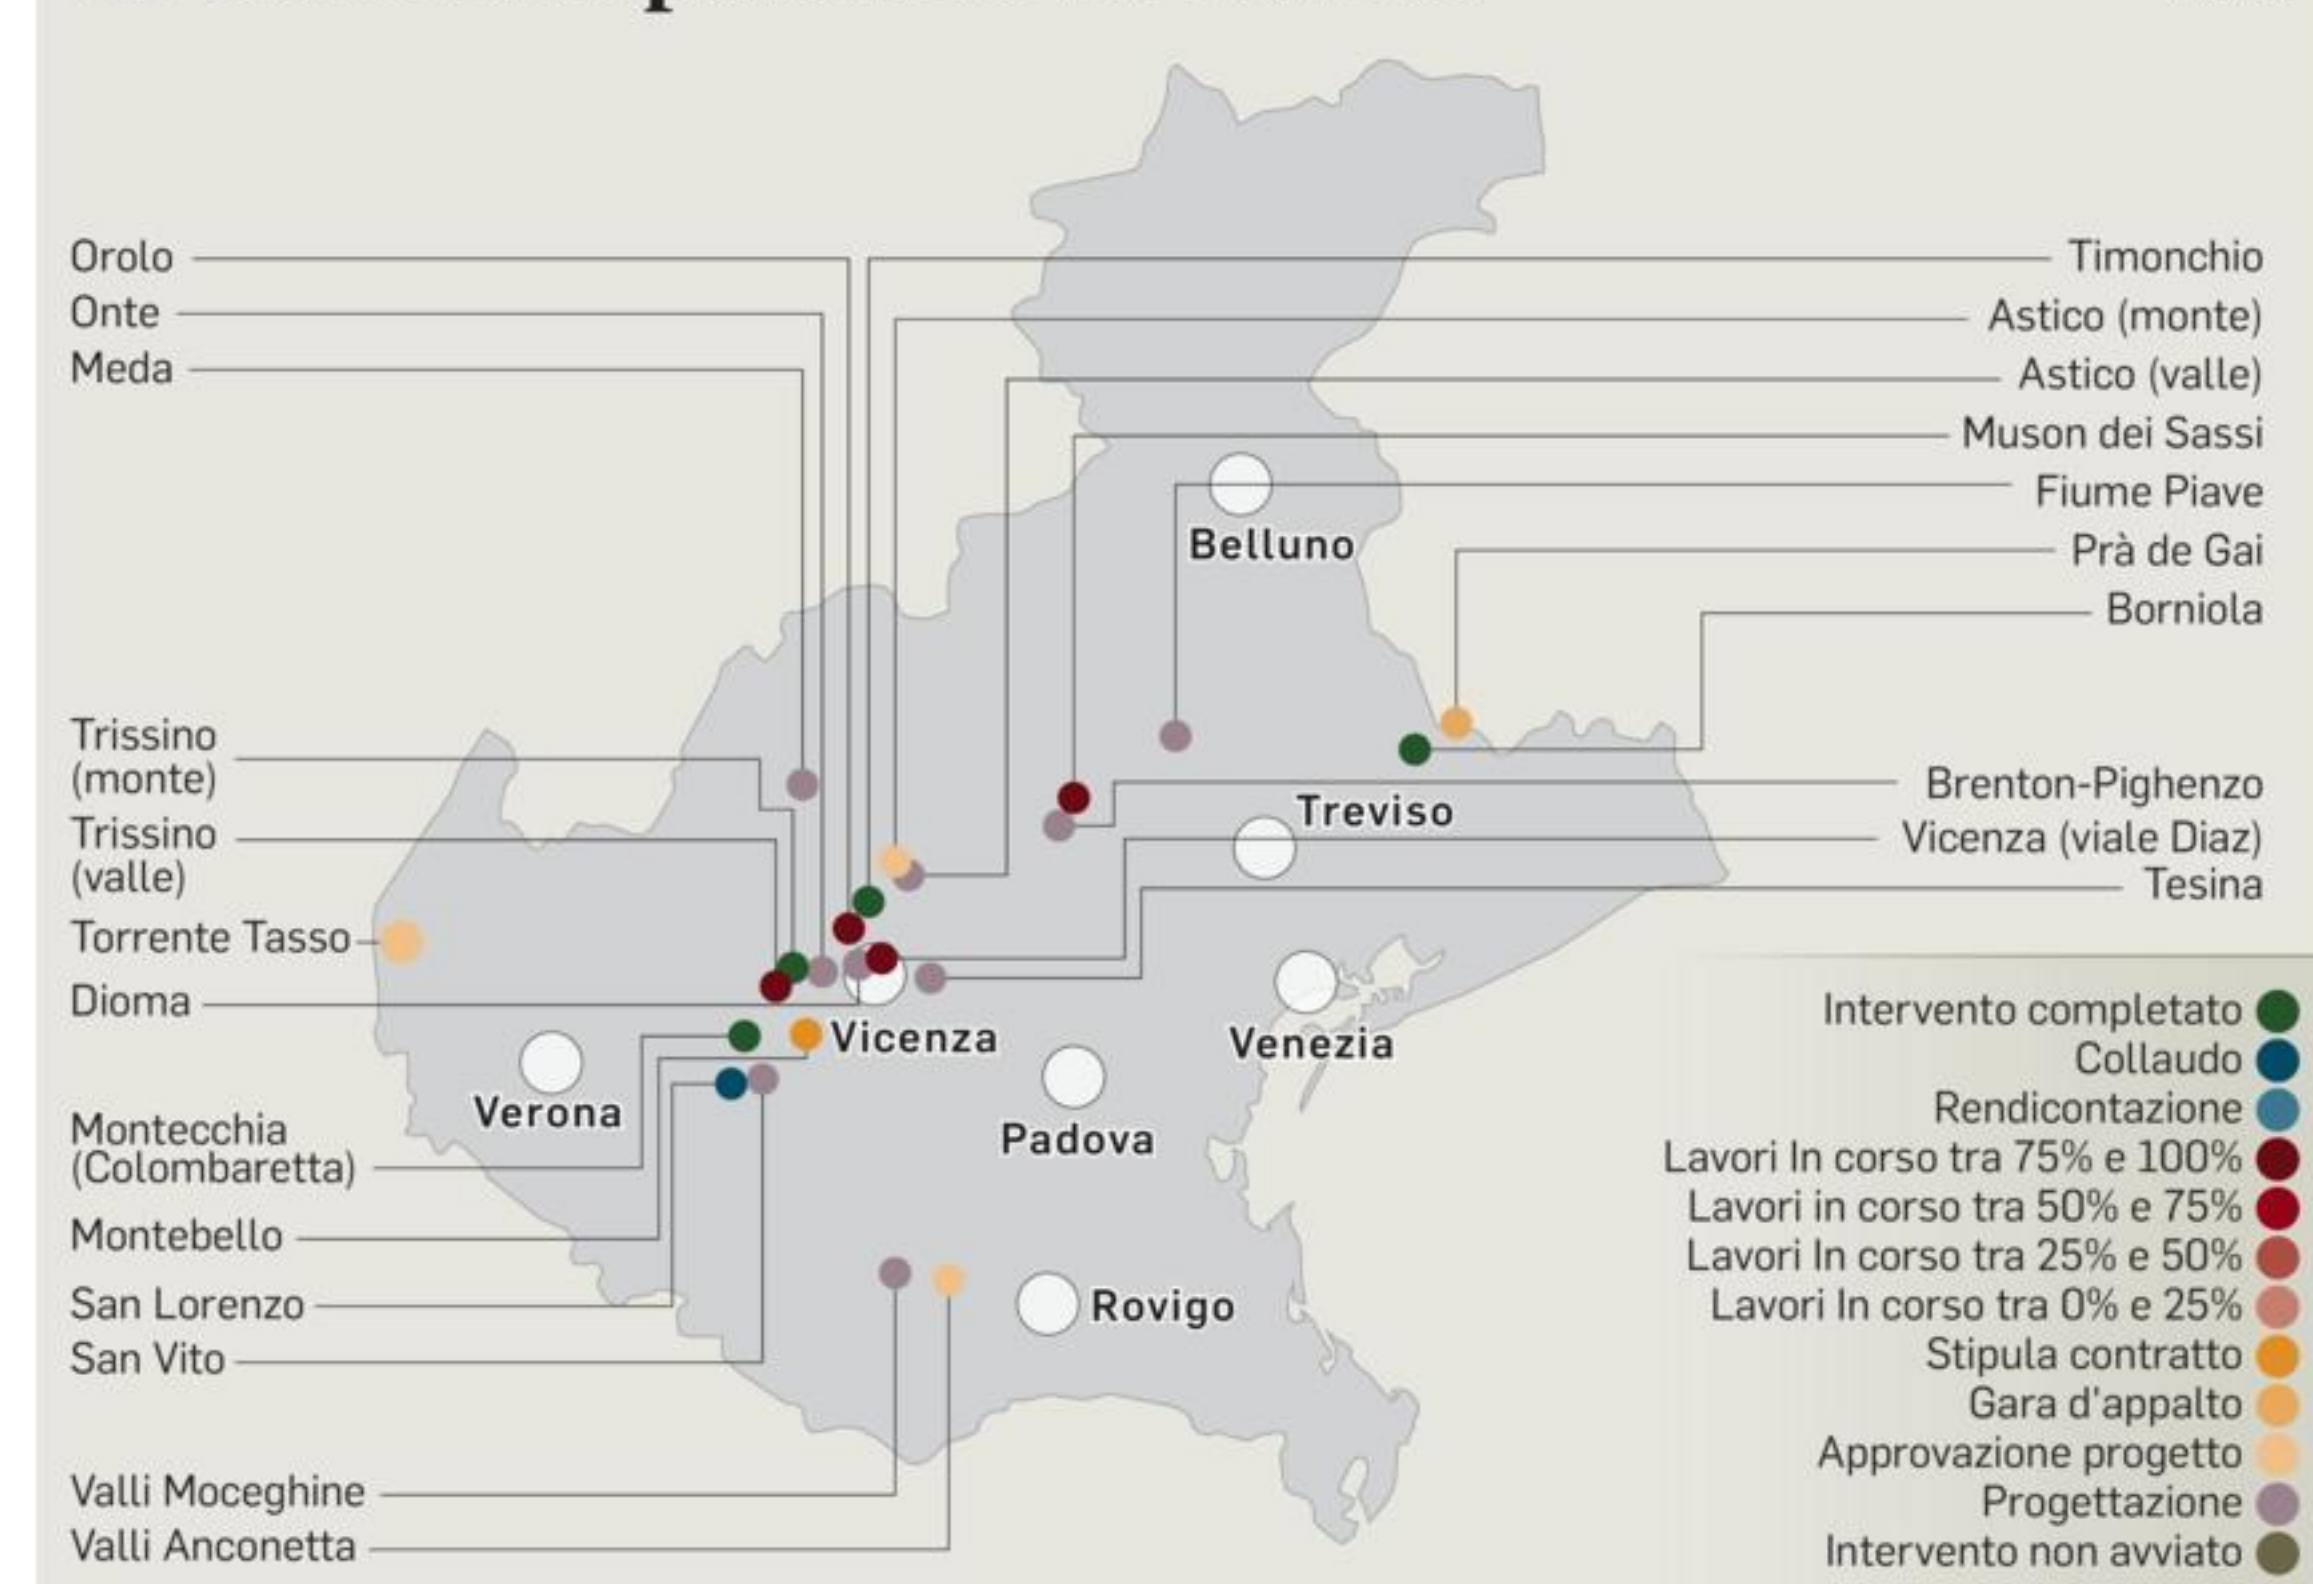 Orolo
Onte
Meda
Trissino
(monte)
Trissino
(valle)
Torrente Tasso
Dioma
Montecchia
(Colombaretta)
Montebello
San Lorenzo
San Vito
Valli Moceghine
Valli Anconetta
Timonchio
Astico (monte)
Astico (valle)
Muson dei Sassi
Fiume Piave
Prà de Gai
Borniola
Brenton-Pighenzo
Vicenza (viale Diaz)
Tesina
Belluno
Treviso
Vicenza
Venezia
Verona
Padova
Rovigo
Intervento completato
Collaudo
Rendicontazione
Lavori In corso tra 75% e 100%
Lavori in corso tra 50% e 75%
Lavori In corso tra 25% e 50%
Lavori In corso tra 0% e 25%
Stipula contratto
Gara d'appalto
Approvazione progetto
Progettazione
Intervento non avviato